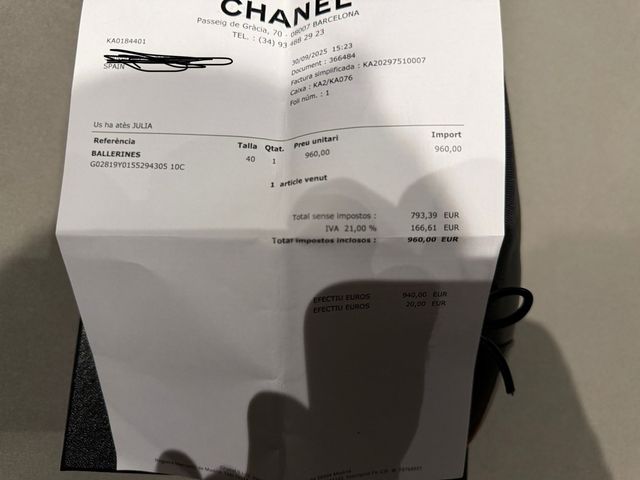 CHANEL
Passeig de Gràcia, 70 - 08007 BARCELONA
TEL. : (34) 93 488 29 23
KA0184401
SPAIN
30/09/2025 15:23
Document : 366484
Factura simplificada : KA20297510007
Caixa : KA2/KA076
Foli núm. : 1
Us ha atès JULIA
Referència Talla Qtat. Preu unitari Import
BALLERINES 40 1 960,00 960,00
G02819Y0155294305 10C
1 article venut
Total sense impostos : 793,39 EUR
IVA 21,00 % 166,61 EUR
Total impostos inclosos : 960,00 EUR
EFECTIU EUROS 940,00 EUR
EFECTIU EUROS 20,00 EUR